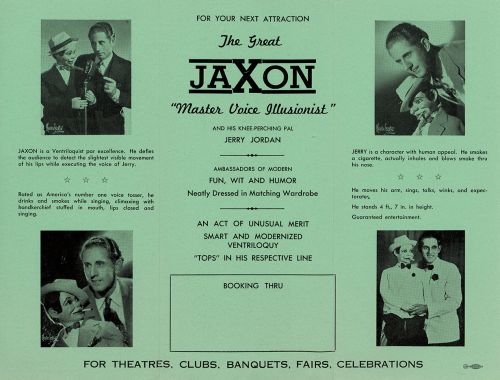 FOR YOUR NEXT ATTRACTION
The Great
JAXON
"Master Voice Illusionist"
AND HIS KNEE-PERCHING PAL
JERRY JORDAN
AMBASSADORS OF MODERN
FUN, WIT AND HUMOR
Neatly Dressed in Matching Wardrobe
AN ACT OF UNUSUAL MERIT
SMART AND MODERNIZED
VENTRILOQUY
"TOPS" IN HIS RESPECTIVE LINE
BOOKING THRU
JAXON is a Ventriloquist par excellence. He defies
the audience to detect the slightest visible movement
of his lips while executing the voice of Jerry.
Rated as America's number one voice tosser, he
drinks and smokes while singing, climaxing with
handkerchief stuffed in mouth, lips closed and
singing.
JERRY is a character with human appeal. He smokes
a cigarette, actually inhales and blows smoke thru
his nose.
He moves his arm, sings, talks, winks, and expec-
torates.
He stands 4 ft., 7 in. in height.
Guaranteed entertainment.
FOR THEATRES, CLUBS, BANQUETS, FAIRS, CELEBRATIONS